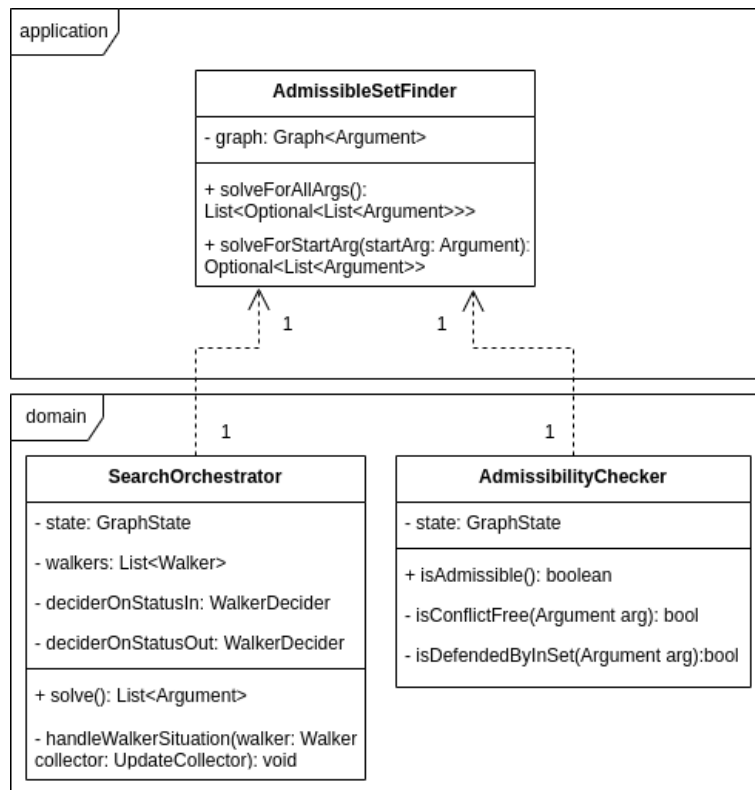 application
AdmissibleSetFinder
- graph: Graph<Argument>
+ solveForAllArgs():
List<Optional<List<Argument>>>
+ solveForStartArg(startArg: Argument):
Optional<List<Argument>>
1
1
domain
1
1
SearchOrchestrator
- state: GraphState
- walkers: List<Walker>
- deciderOnStatusIn: WalkerDecider
- deciderOnStatusOut: WalkerDecider
+ solve(): List<Argument>
- handleWalkerSituation(walker: Walker
collector: UpdateCollector): void
AdmissibilityChecker
- state: GraphState
+ isAdmissible(): boolean
- isConflictFree(Argument arg): bool
- isDefendedByInSet(Argument arg):bool